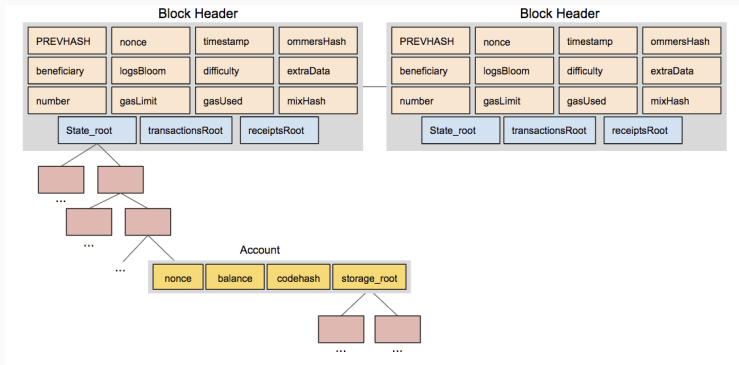 Block Header
Block Header
PREVHASH nonce timestamp ommersHash
beneficiary logsBloom difficulty extraData
number gasLimit gasUsed mixHash
State_root transactionsRoot receiptsRoot
PREVHASH nonce timestamp ommersHash
beneficiary logsBloom difficulty extraData
number gasLimit gasUsed mixHash
State_root transactionsRoot receiptsRoot
...
...
...
Account
nonce balance codehash storage_root
...
...